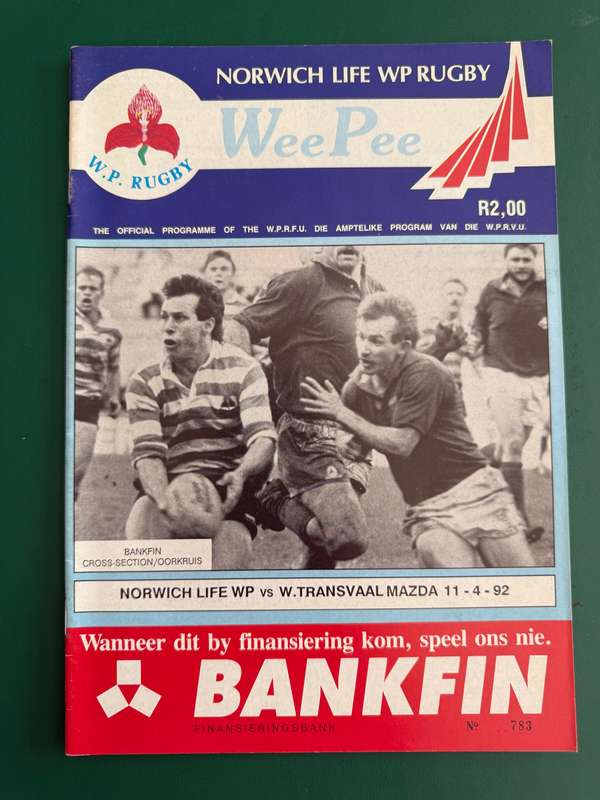 NORWICH LIFE WP RUGBY
WeePee
W.P. RUGBY
R2,00
THE OFFICIAL PROGRAMME OF THE W.P.R.F.U. DIE AMPTELIKE PROGRAM VAN DIE W.P.R.V.U.
BANKFIN
CROSS-SECTION/OORKRUIS
NORWICH LIFE WP vs W.TRANSVAAL MAZDA 11 - 4 - 92
Wanneer dit by finansiering kom, speel ons nie.
BANKFIN
FINANSIERINGSBANK
Nº 783